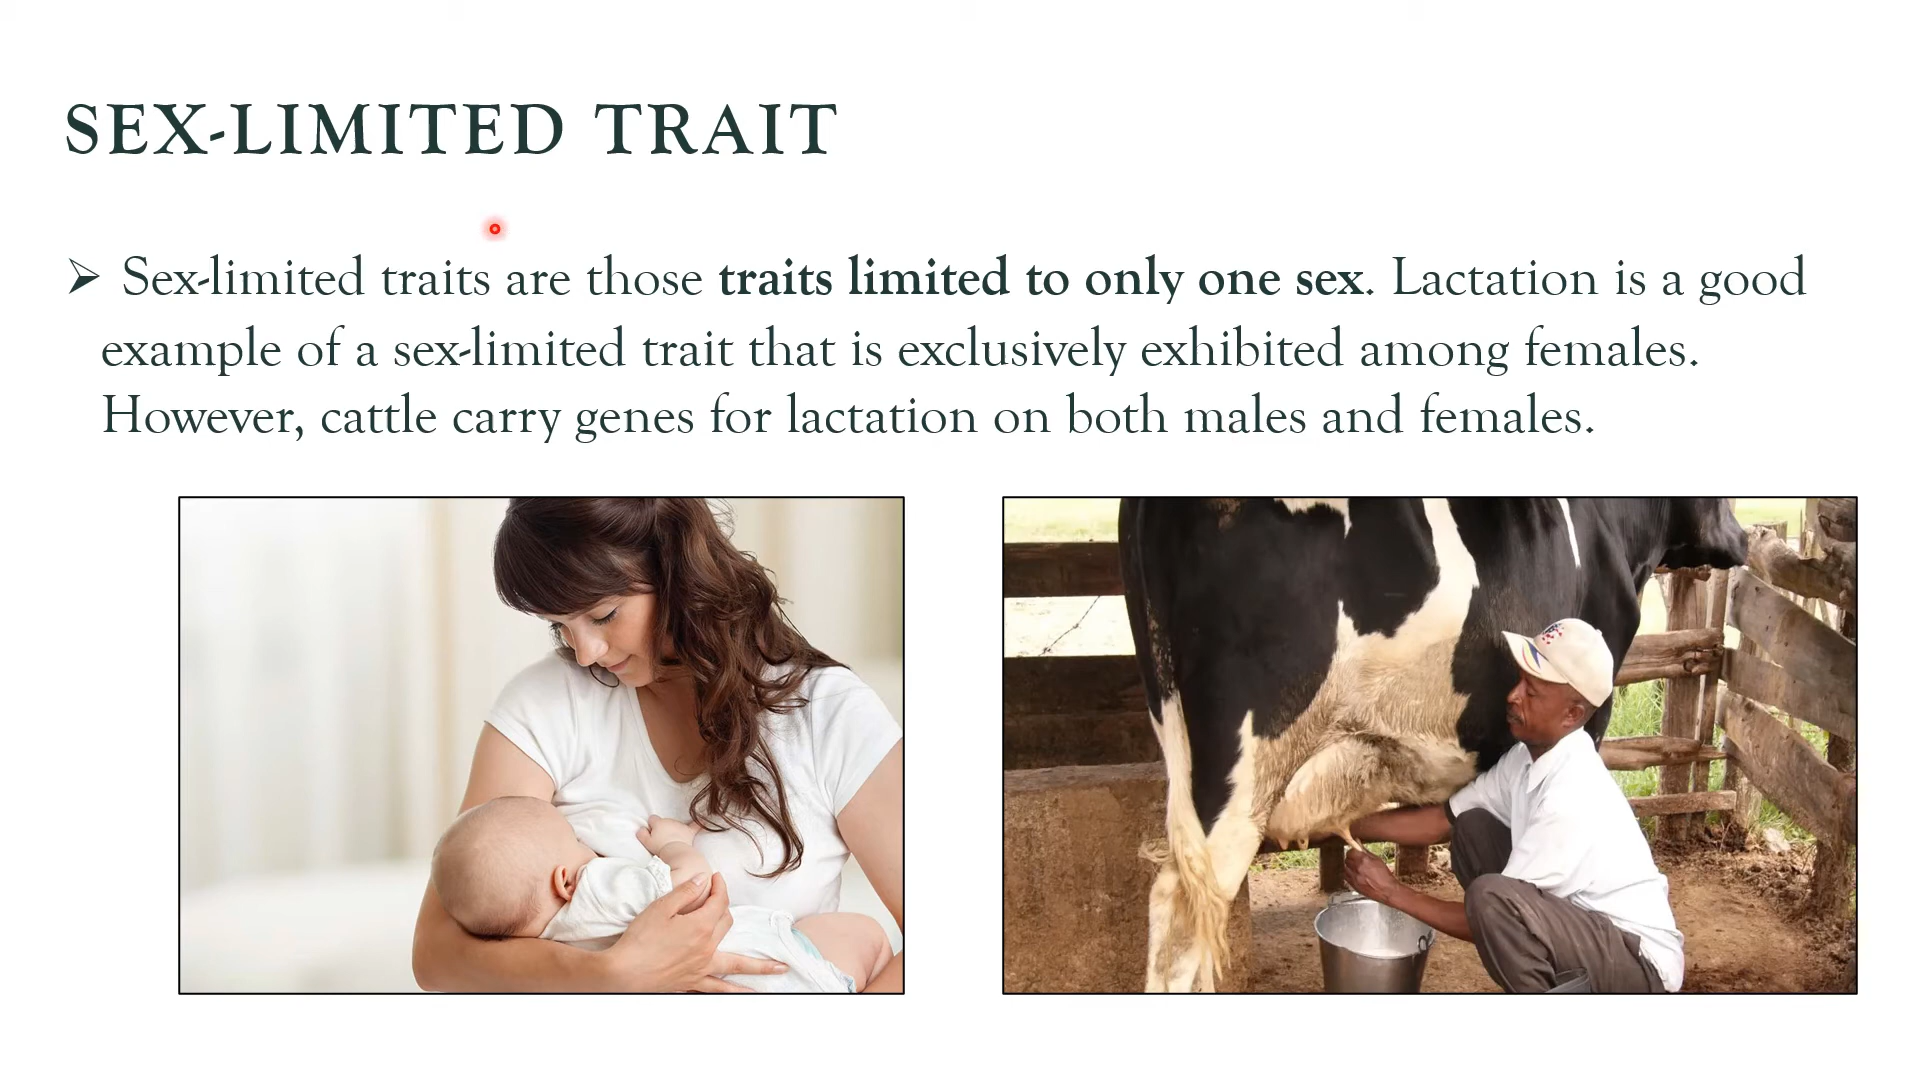 SEX-LIMITED TRAIT
➢ Sex-limited traits are those traits limited to only one sex. Lactation is a good
example of a sex-limited trait that is exclusively exhibited among females.
However, cattle carry genes for lactation on both males and females.